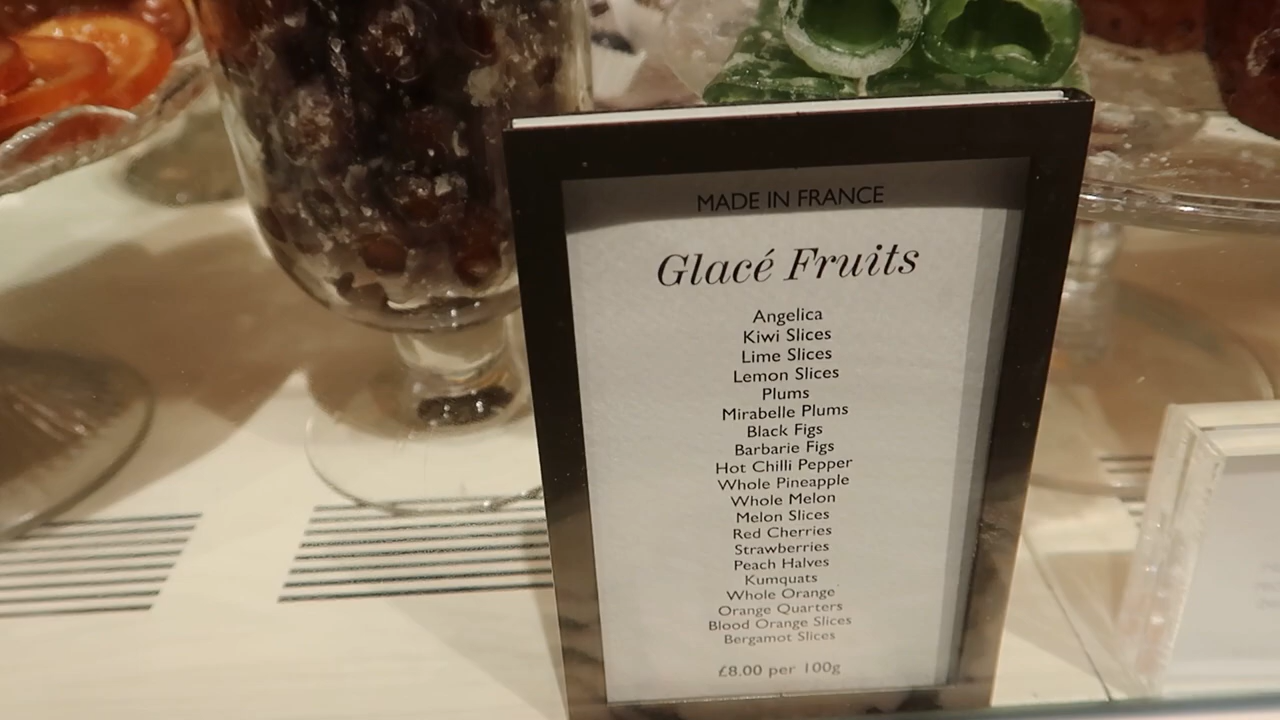 MADE IN FRANCE
Glacé Fruits
Angelica
Kiwi Slices
Lime Slices
Lemon Slices
Plums
Mirabelle Plums
Black Figs
Barbarie Figs
Hot Chilli Pepper
Whole Pineapple
Whole Melon
Melon Slices
Red Cherries
Strawberries
Peach Halves
Kumquats
Whole Orange
Orange Quarters
Blood Orange Slices
Bergamot Slices
£8.00 per 100g